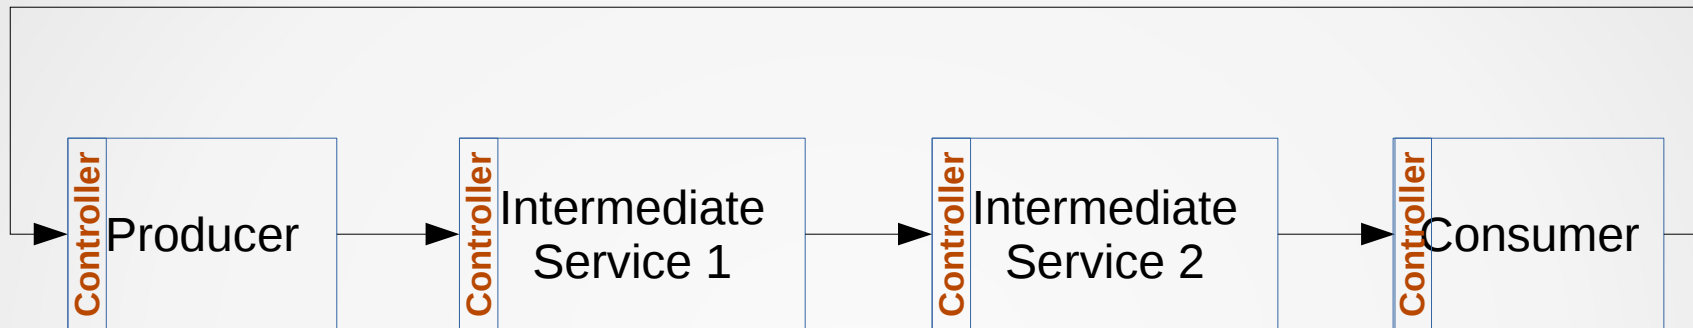 Controller
Producer
Controller
Intermediate
Service 1
Controller
Intermediate
Service 2
Controller
Consumer